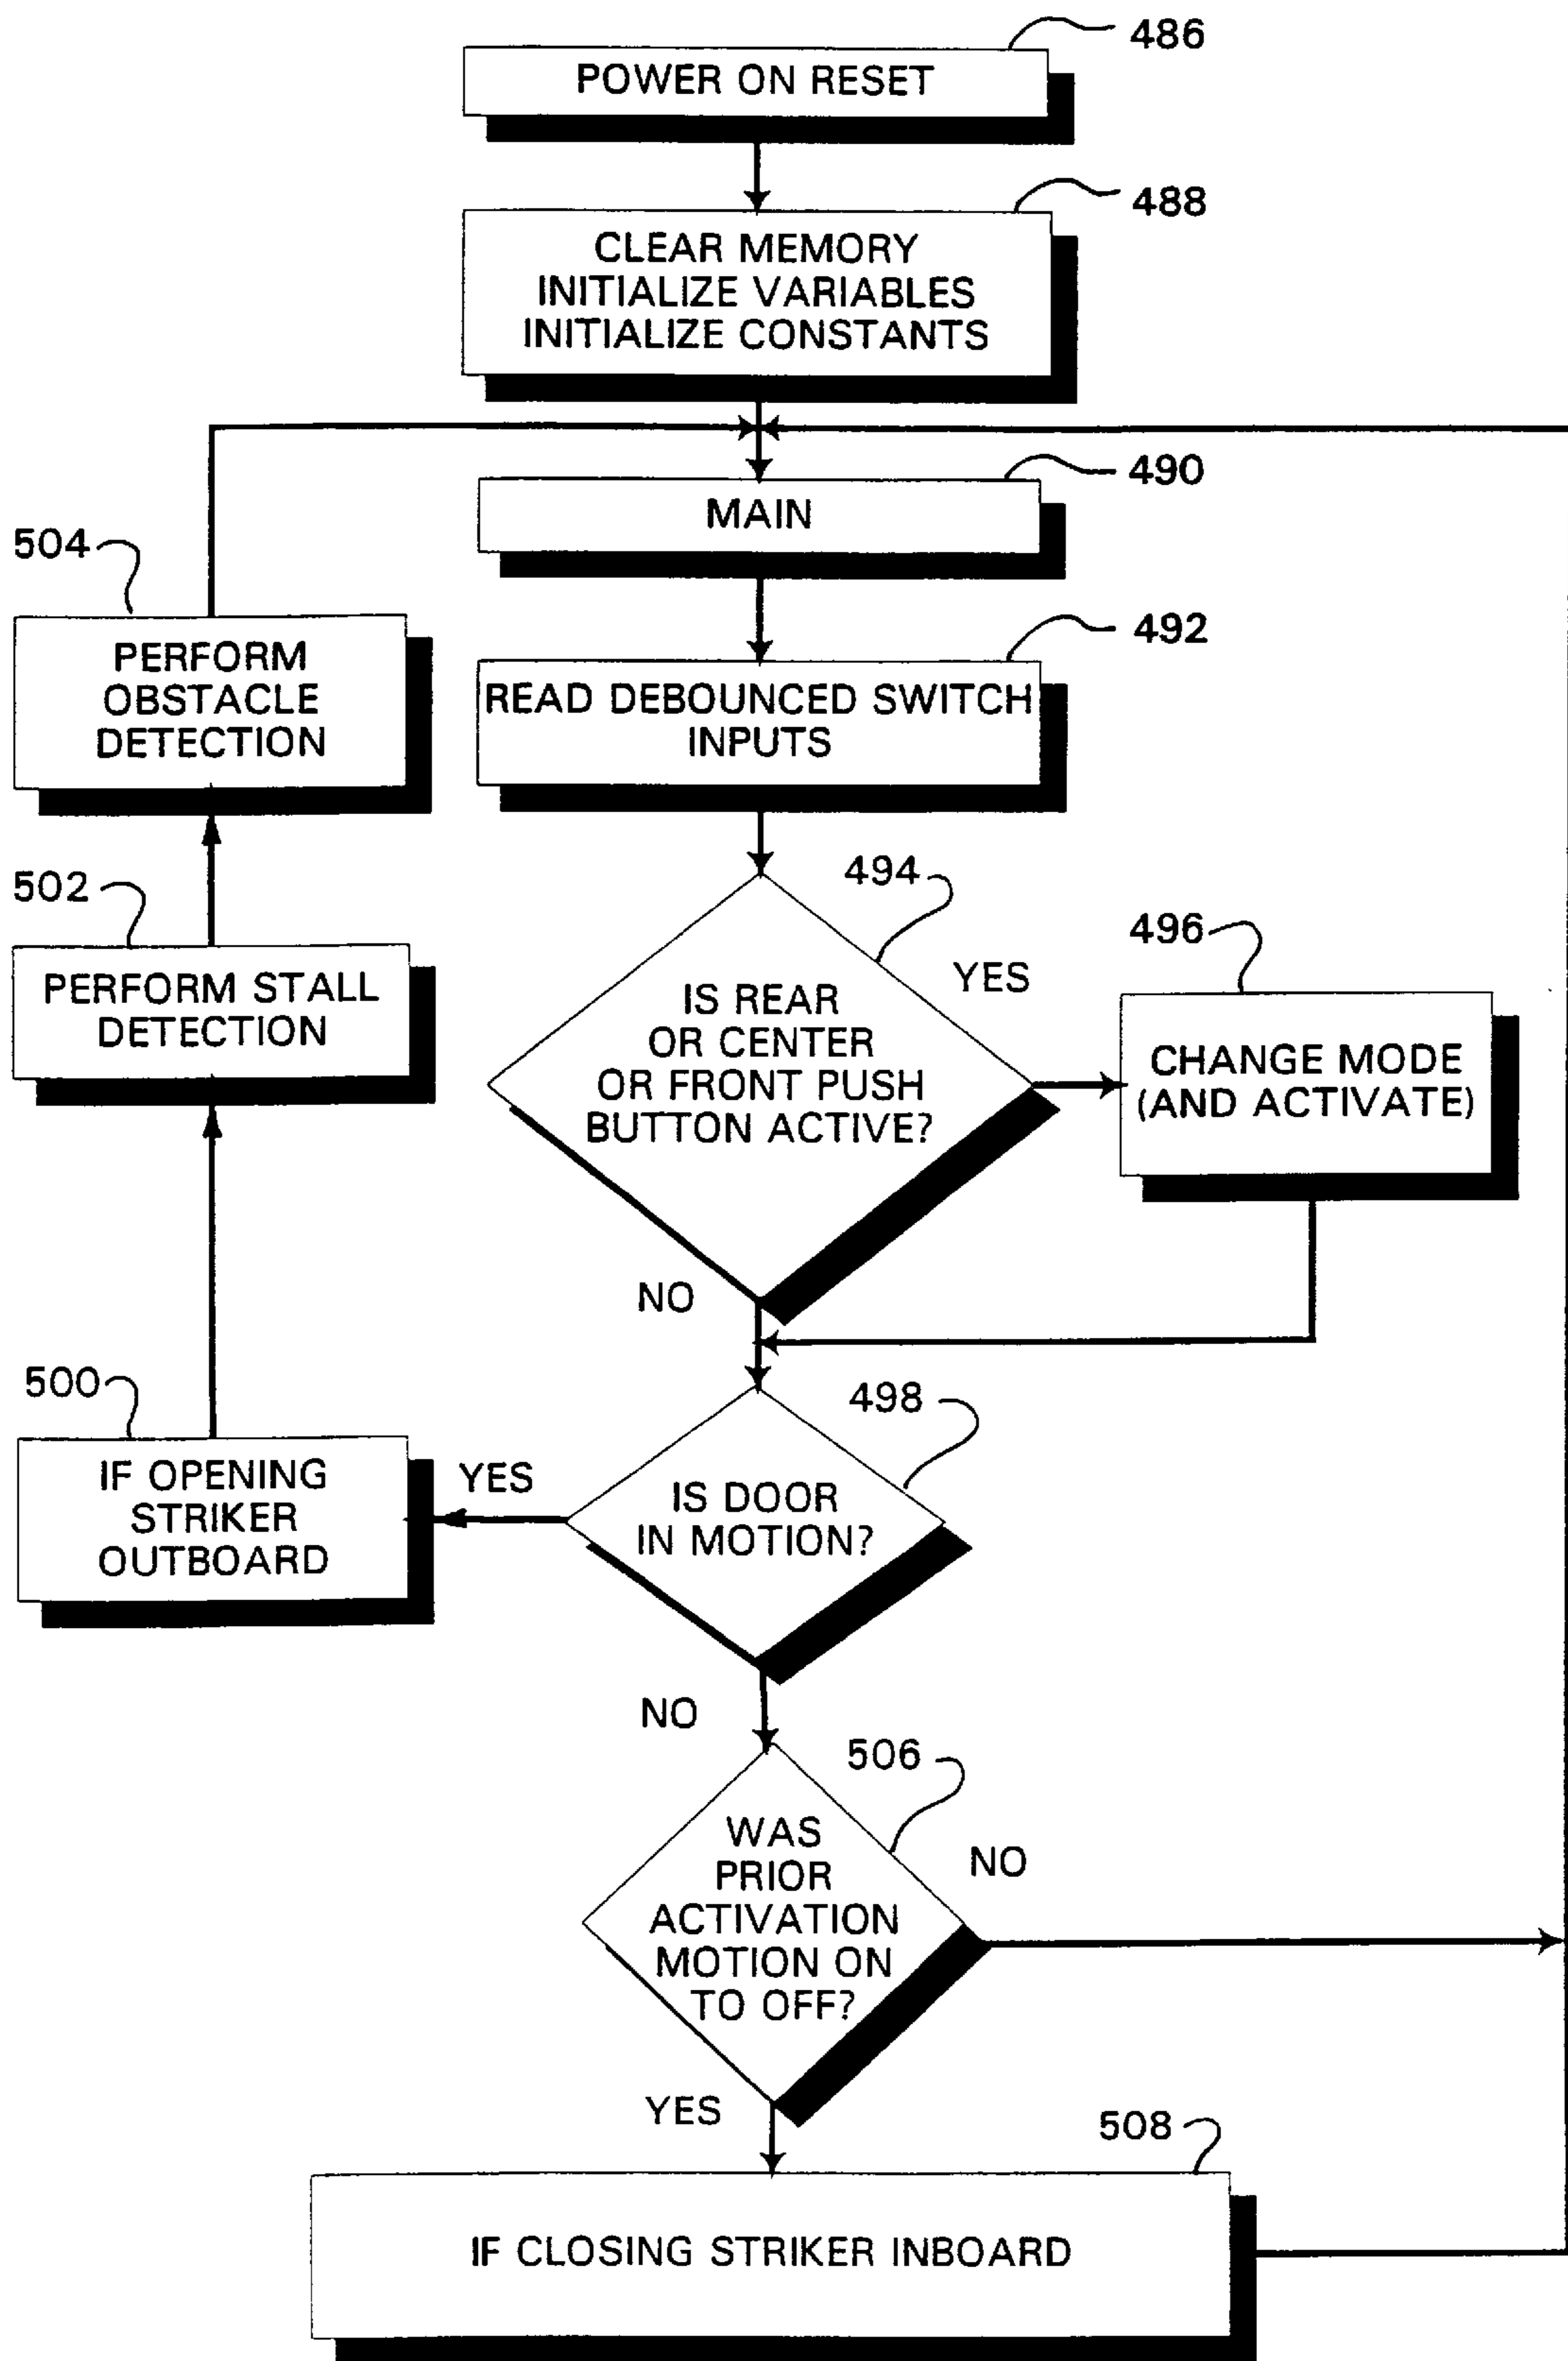 486
POWER ON RESET
488
CLEAR MEMORY
INITIALIZE VARIABLES
INITIALIZE CONSTANTS
490
MAIN
504
PERFORM
OBSTACLE
DETECTION
492
READ DEBOUNCED SWITCH
INPUTS
494
502
PERFORM STALL
DETECTION
IS REAR
OR CENTER
OR FRONT PUSH
BUTTON ACTIVE?
YES
496
CHANGE MODE
(AND ACTIVATE)
NO
498
500
IF OPENING
STRIKER
OUTBOARD
YES
IS DOOR
IN MOTION?
NO
506
WAS
PRIOR
ACTIVATION
MOTION ON
TO OFF?
NO
YES
508
IF CLOSING STRIKER INBOARD